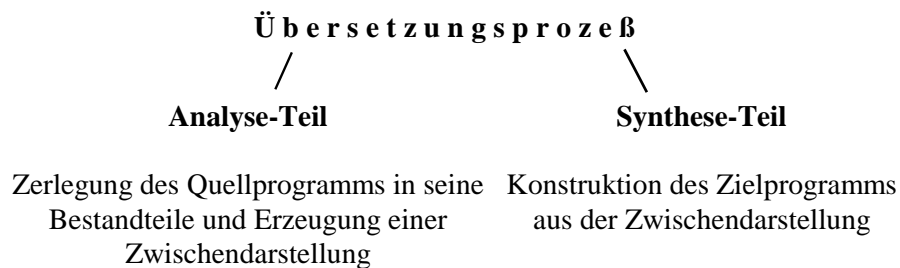 Ü b e r s e t z u n g s p r o z e ß
Analyse-Teil Synthese-Teil
Zerlegung des Quellprogramms in seine
Bestandteile und Erzeugung einer
Zwischendarstellung
Konstruktion des Zielprogramms
aus der Zwischendarstellung